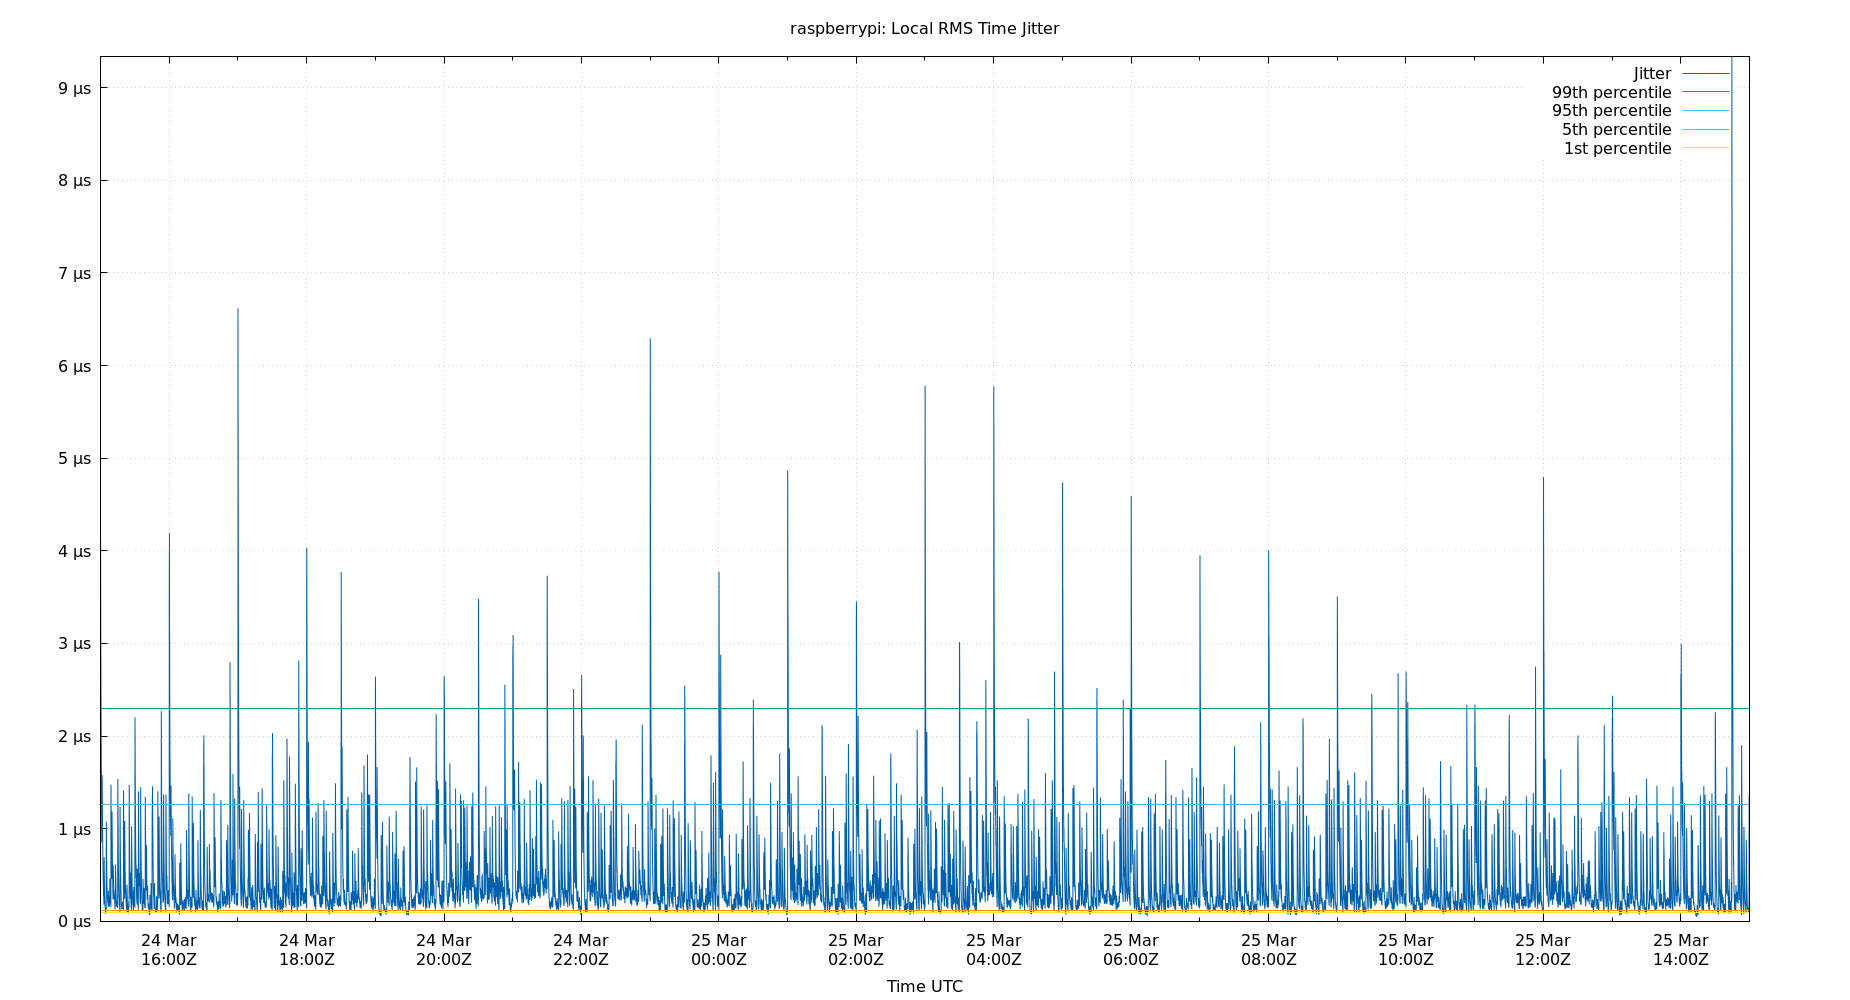 raspberrypi: Local RMS Time Jitter
9 µs
8 µs
7 µs
6 µs
5 µs
4 µs
3 µs
2 µs
1 µs
0 µs
Jitter
99th percentile
95th percentile
5th percentile
1st percentile
24 Mar 24 Mar 24 Mar 24 Mar 25 Mar 25 Mar 25 Mar 25 Mar 25 Mar 25 Mar 25 Mar 25 Mar
16:00Z 18:00Z 20:00Z 22:00Z 00:00Z 02:00Z 04:00Z 06:00Z 08:00Z 10:00Z 12:00Z 14:00Z
Time UTC